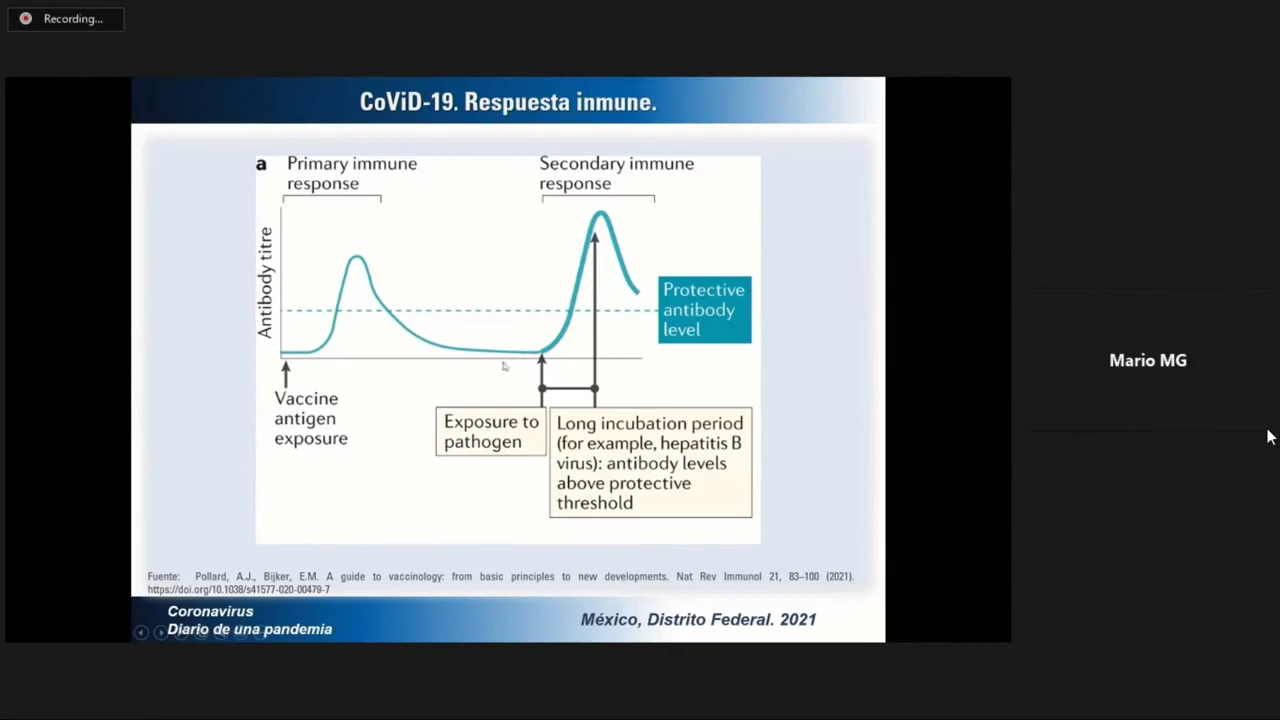 Recording...
CoViD-19. Respuesta inmune.
a
Primary immune
response
Secondary immune
response
Antibody titre
Protective
antibody
level
Vaccine
antigen
exposure
Exposure to
pathogen
Long incubation period
(for example, hepatitis B
virus): antibody levels
above protective
threshold
Fuente: Pollard, A.J., Bijker, E.M. A guide to vaccinology: from basic principles to new developments. Nat Rev Immunol 21, 83–100 (2021).
https://doi.org/10.1038/s41577-020-00479-7
Coronavirus
Diario de una pandemia
México, Distrito Federal. 2021
Mario MG